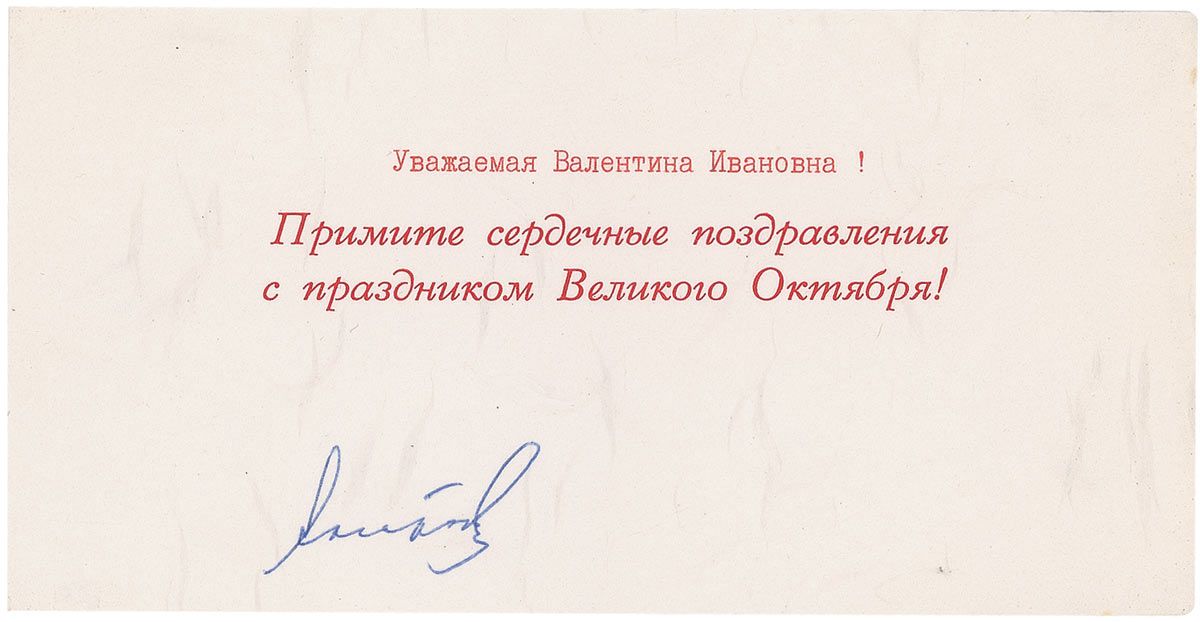 Уважаемая Валентина Ивановна !
Примите сердечные поздравления
с праздником Великого Октября!